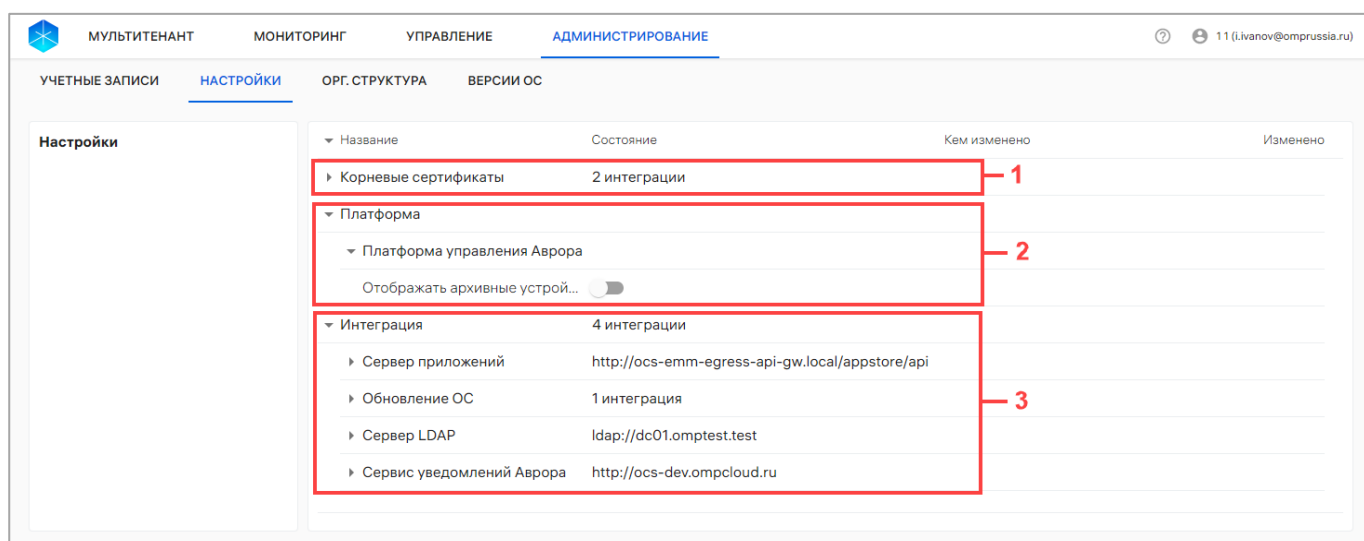 МУЛЬТИТЕНАНТ МОНИТОРИНГ УПРАВЛЕНИЕ АДМИНИСТРИРОВАНИЕ ? 11 (i.ivanov@omprussia.ru)
УЧЕТНЫЕ ЗАПИСИ НАСТРОЙКИ ОРГ. СТРУКТУРА ВЕРСИИ ОС
Настройки
Название Состояние Кем изменено Изменено
Корневые сертификаты 2 интеграции 1
Платформа
Платформа управления Аврора 2
Отображать архивные устрой...
Интеграция 4 интеграции
Сервер приложений http://ocs-emm-egress-api-gw.local/appstore/api
Обновление ОС 1 интеграция 3
Сервер LDAP ldap://dc01.omptest.test
Сервис уведомлений Аврора http://ocs-dev.ompcloud.ru